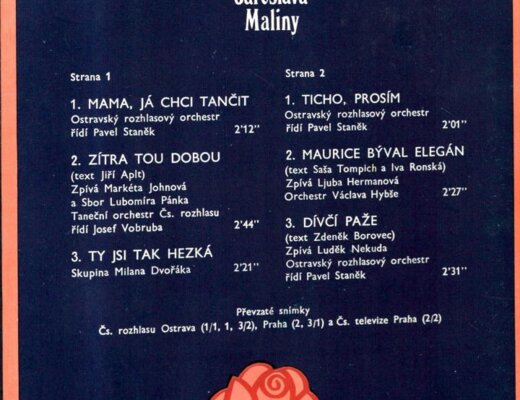 Jaroslava
Maliny
Strana 1
1. MAMA, JÁ CHCI TANČIT
Ostravský rozhlasový orchestr
řídí Pavel Staněk 2'12"
2. ZÍTRA TOU DOBOU
(text Jiří Aplt)
Zpívá Markéta Johnová
a Sbor Lubomíra Pánka
Taneční orchestr Čs. rozhlasu
řídí Josef Vobruba 2'44"
3. TY JSI TAK HEZKÁ
Skupina Milana Dvořáka 2'21"
Strana 2
1. TICHO, PROSÍM
Ostravský rozhlasový orchestr
řídí Pavel Staněk 2'01"
2. MAURICE BÝVAL ELEGÁN
(text Saša Tompich a Iva Ronská)
Zpívá Ljuba Hermanová
Orchestr Václava Hybše 2'27"
3. DÍVČÍ PAŽE
(text Zdeněk Borovec)
Zpívá Luděk Nekuda
Ostravský rozhlasový orchestr
řídí Pavel Staněk 2'31"
Převzaté snímky
Čs. rozhlasu Ostrava (1/1, 1, 3/2), Praha (2, 3/1) a Čs. televize Praha (2/2)